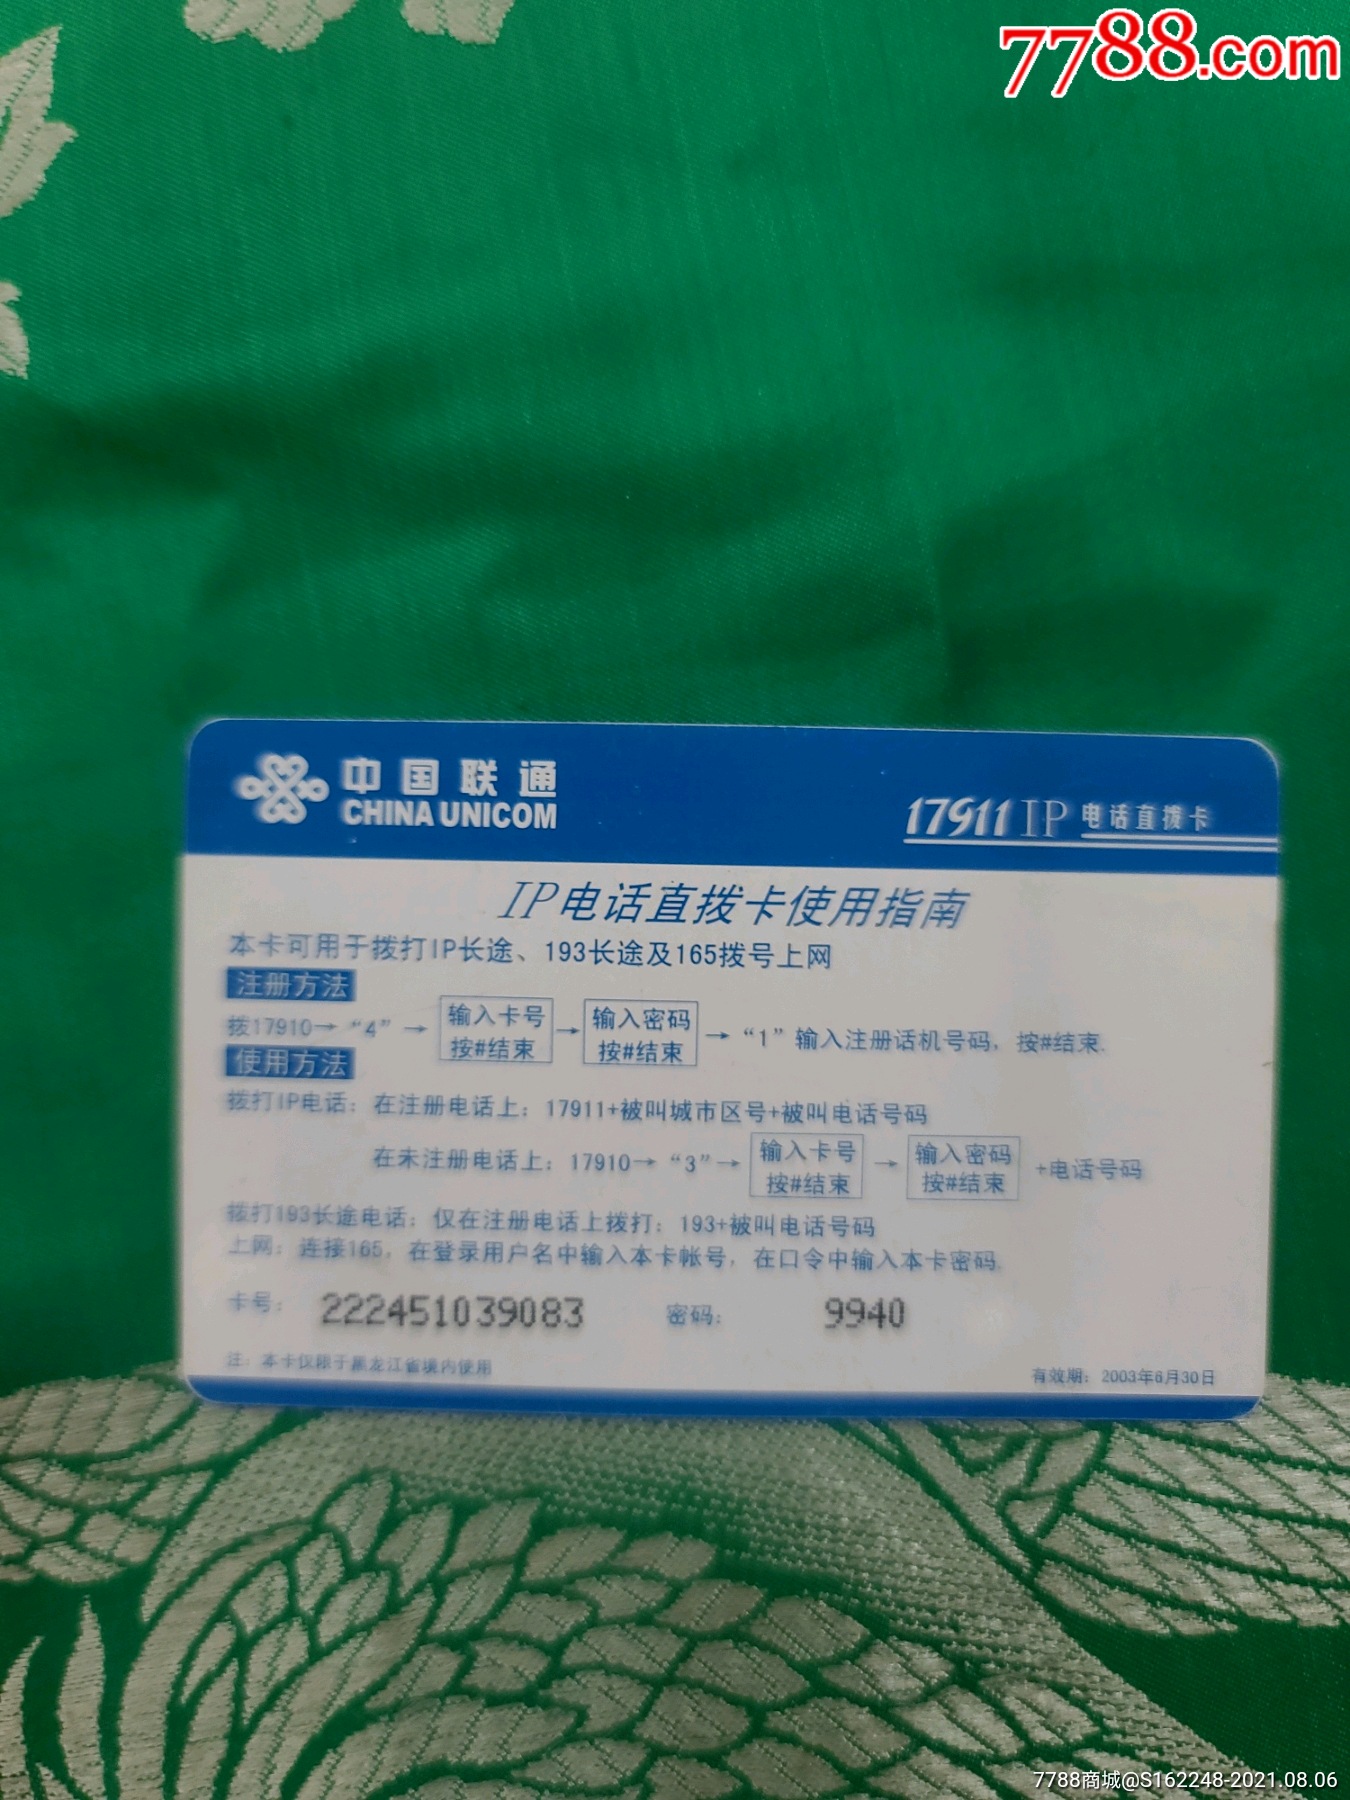 7788.com
中国联通
CHINA UNICOM
17911 IP 电话直拨卡
IP电话直拨卡使用指南
本卡可用于拨打IP长途、193长途及165拨号上网
注册方法
拨17910→“4”→ 输入卡号 按#结束 → 输入密码 按#结束 →“1”输入注册话机号码，按#结束.
使用方法
拨打IP电话：在注册电话上：17911+被叫城市区号+被叫电话号码
在未注册电话上：17910→“3”→ 输入卡号 按#结束 → 输入密码 按#结束 +电话号码
拨打193长途电话：仅在注册电话上拨打：193+被叫电话号码
上网：连接165，在登录用户名中输入本卡帐号，在口令中输入本卡密码.
卡号： 222451039083 密码： 9940
注：本卡仅限于黑龙江省境内使用
有效期：2003年6月30日
7788商城@S162248-2021.08.06